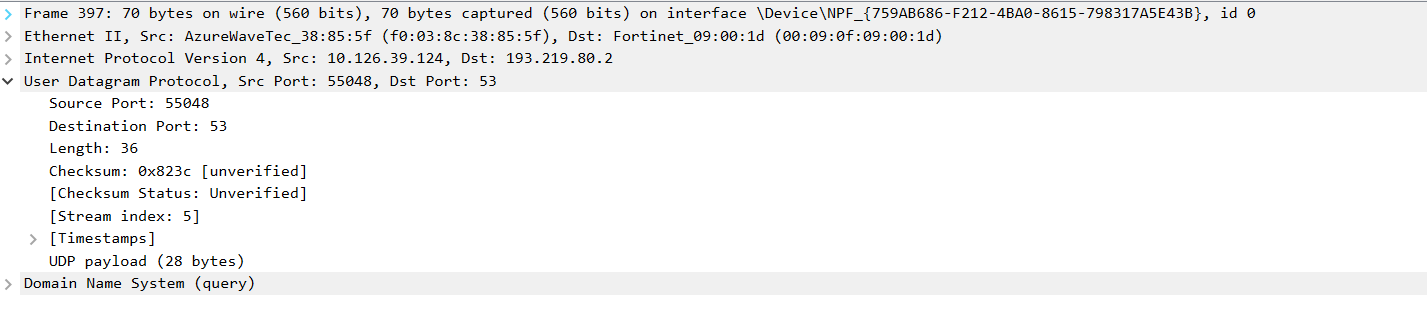 Frame 397: 70 bytes on wire (560 bits), 70 bytes captured (560 bits) on interface \Device\NPF_{759AB686-F212-4BA0-8615-798317A5E43B}, id 0
Ethernet II, Src: AzureWaveTec_38:85:5f (f0:03:8c:38:85:5f), Dst: Fortinet_09:00:1d (00:09:0f:09:00:1d)
Internet Protocol Version 4, Src: 10.126.39.124, Dst: 193.219.80.2
User Datagram Protocol, Src Port: 55048, Dst Port: 53
Source Port: 55048
Destination Port: 53
Length: 36
Checksum: 0x823c [unverified]
[Checksum Status: Unverified]
[Stream index: 5]
[Timestamps]
UDP payload (28 bytes)
Domain Name System (query)